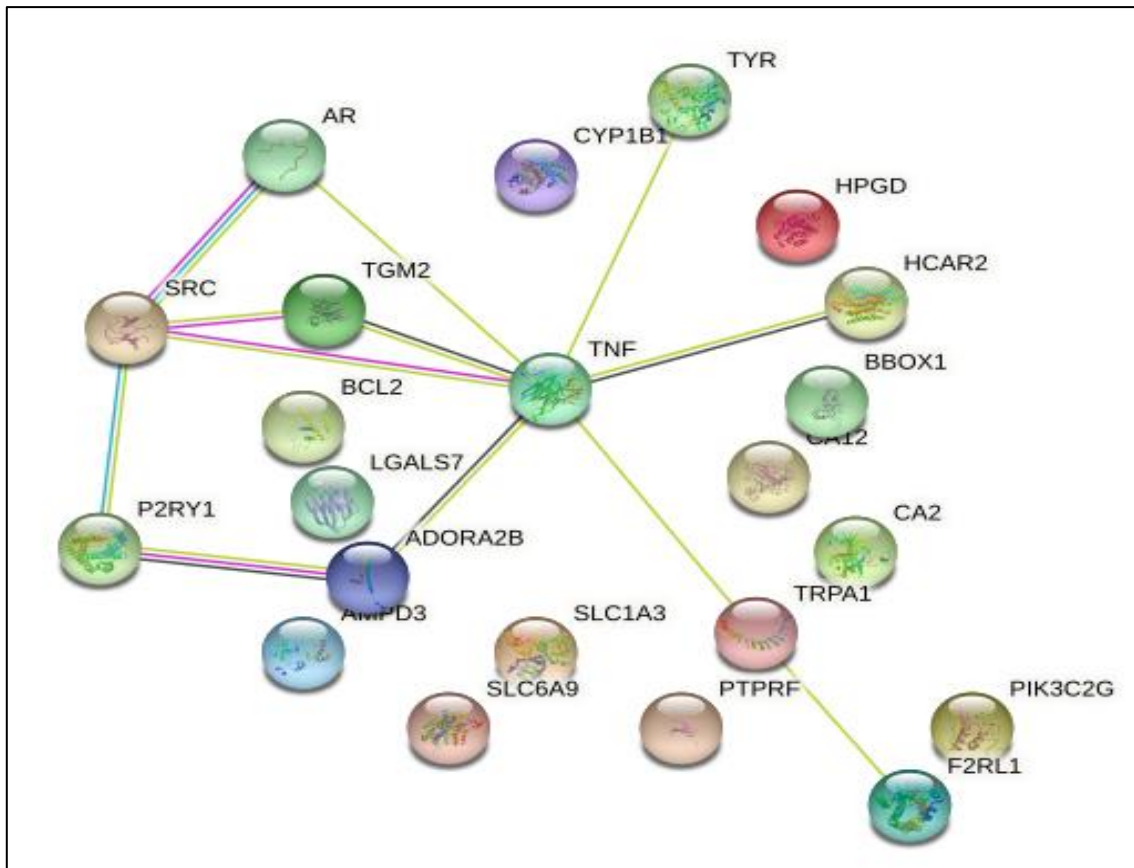 TYR
AR
CYP1B1
HPGD
HCAR2
TGM2
SRC
TNF
BBOX1
BCL2
CA12
LGALS7
P2RY1
CA2
ADORA2B
TRPA1
AMPD3
SLC1A3
SLC6A9
PTPRF
PIK3C2G
F2RL1